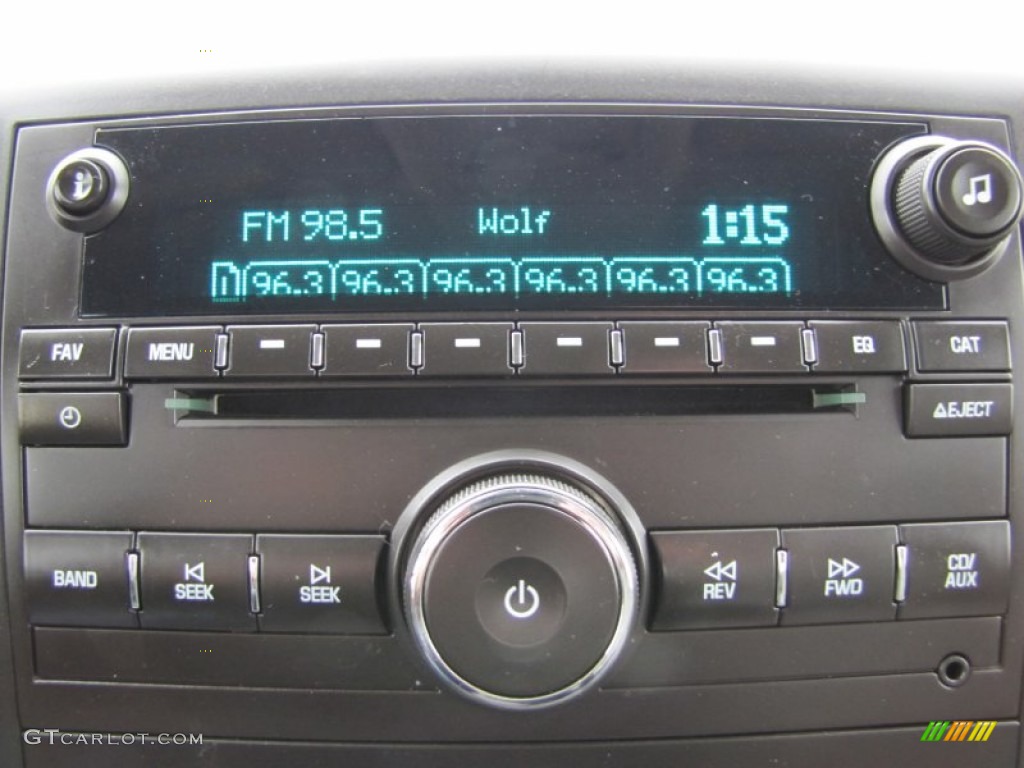 FM 98.5 Wolf 1:15
1 96.3 96.3 96.3 96.3 96.3 96.3
FAV MENU EQ CAT
EJECT
BAND SEEK SEEK REV FWD CD/
AUX
GTCARLOT.COM